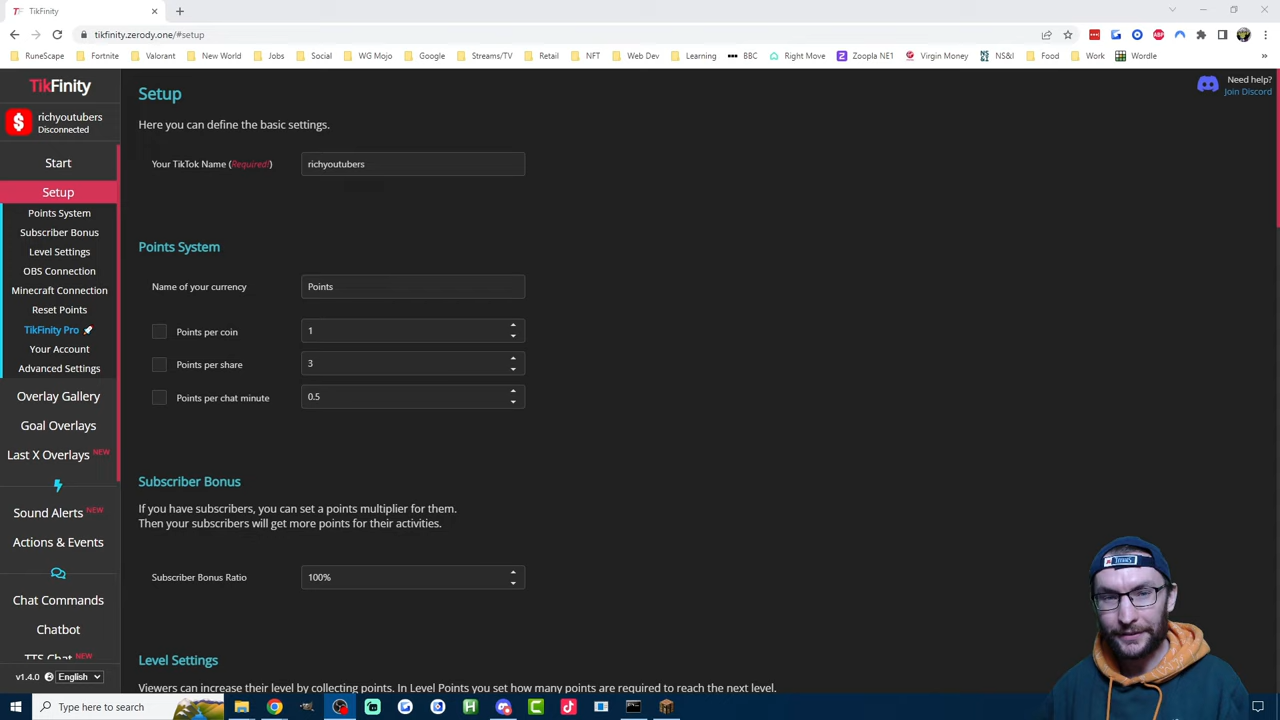 TikFinity
tikfinity.zerody.one/#setup
RuneScape
Fortnite
Valorant
New World
Jobs
Social
WG Mojo
Google
Streams/TV
Retail
NFT
Web Dev
Learning
BBC
Right Move
Zoopla NE1
Virgin Money
NS&I
Food
Work
Wordle
TikFinity
richyoutubers
Disconnected
Start
Setup
Points System
Subscriber Bonus
Level Settings
OBS Connection
Minecraft Connection
Reset Points
TikFinity Pro
Your Account
Advanced Settings
Overlay Gallery
Goal Overlays
Last X Overlays NEW
Sound Alerts NEW
Actions & Events
Chat Commands
Chatbot
TTS Chat NEW
v1.4.0 English
Setup
Here you can define the basic settings.
Your TikTok Name (Required!) richyoutubers
Points System
Name of your currency Points
Points per coin 1
Points per share 3
Points per chat minute 0.5
Subscriber Bonus
If you have subscribers, you can set a points multiplier for them.
Then your subscribers will get more points for their activities.
Subscriber Bonus Ratio 100%
Level Settings
Viewers can increase their level by collecting points. In Level Points you set how many points are required to reach the next level.
Need help?
Join Discord
Type here to search